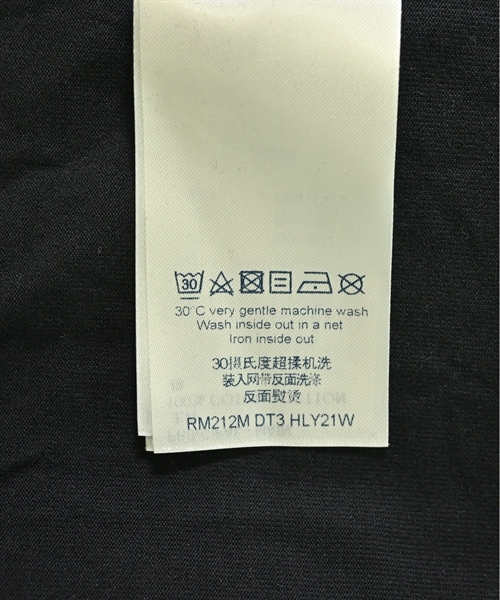 30
30°C very gentle machine wash
Wash inside out in a net
Iron inside out
30摄氏度超揉机洗
装入网带反面洗涤
反面熨烫
RM212M DT3 HLY21W